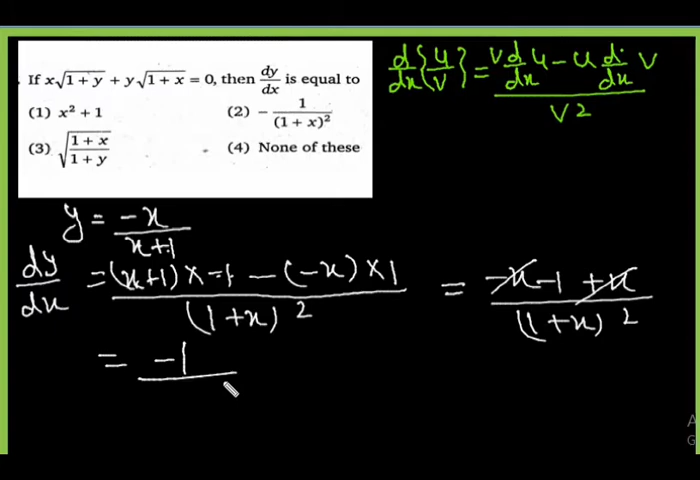 . If x√1 + y + y√1 + x = 0, then dy/dx is equal to
(1) x² + 1 (2) - 1/(1 + x)²
(3) √(1 + x)/(1 + y) (4) None of these
d/dx {u/v} = (v d/dx u - u d/dx v)/v2
y = -x/(x+1)
dy/dx = ((x+1) x -1 - (-x) x 1)/(1+x)2 = (-x -1 +x)/(1+x)2
= -1